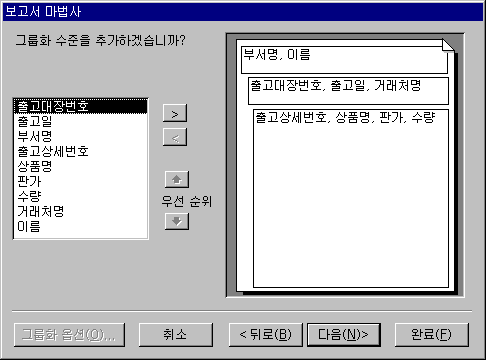 보고서 마법사
그룹화 수준을 추가하겠습니까?
출고대장번호
출고일
부서명
출고상세번호
상품명
판가
수량
거래처명
이름
>
<
우선 순위
부서명, 이름
출고대장번호, 출고일, 거래처명
출고상세번호, 상품명, 판가, 수량
그룹화 옵션(O)...
취소
< 뒤로(B)
다음(N)>
완료(F)